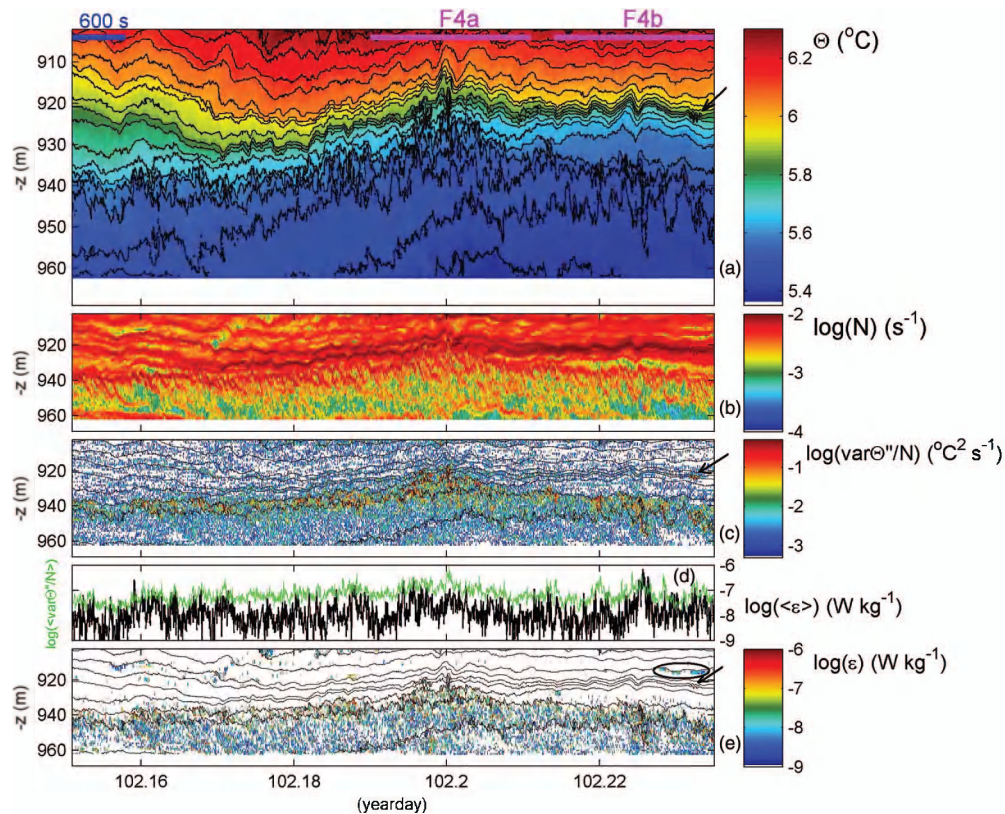 600 s
F4a
F4b
Θ (°C)
910
920
930
940
950
960
-z (m)
(a)
6.2
6
5.8
5.6
5.4
log(N) (s⁻¹)
920
940
960
-z (m)
(b)
-2
-3
-4
log(varΘ"/N) (°C² s⁻¹)
920
940
960
-z (m)
(c)
-1
-2
-3
log(<varΘ"/N>)
(d)
-6
-7
-8
-9
log(<ε>) (W kg⁻¹)
log(ε) (W kg⁻¹)
920
940
960
-z (m)
(e)
-6
-7
-8
-9
102.16
102.18
102.2
102.22
(yearday)